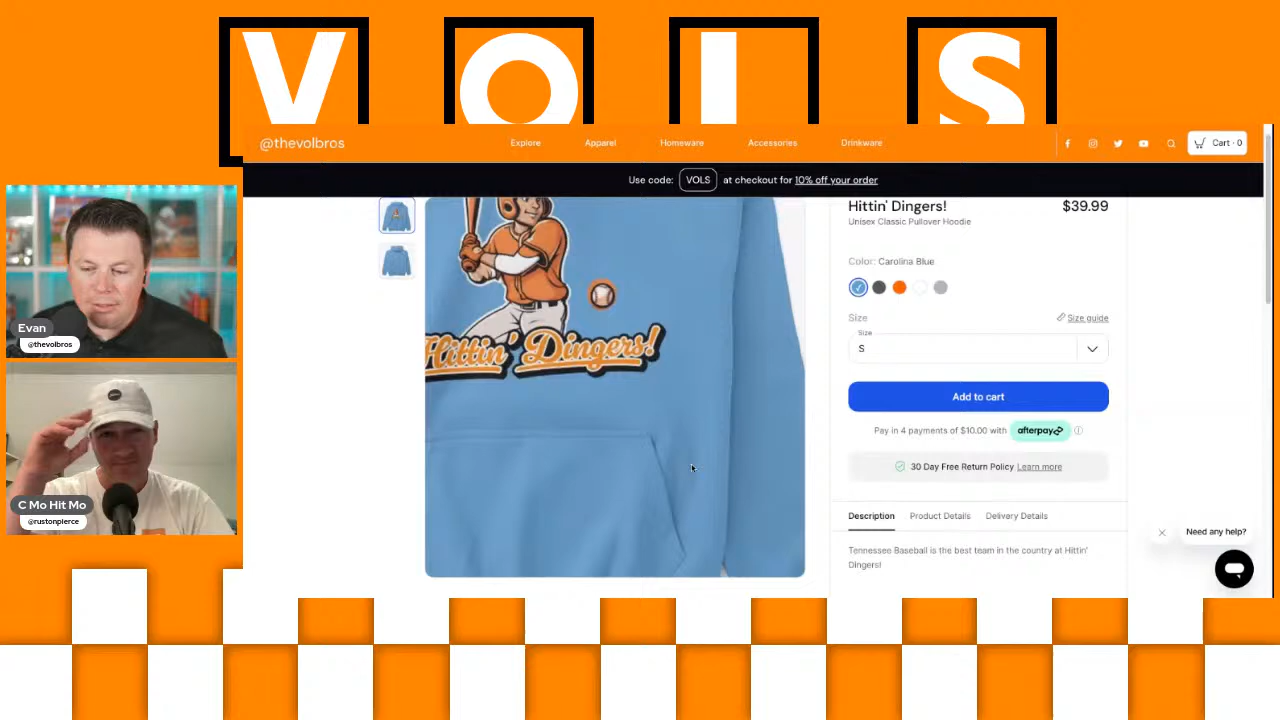 VOLS
@thevolbros
Explore
Apparel
Homeware
Accessories
Drinkware
Cart · 0
Use code: VOLS at checkout for 10% off your order
Hittin' Dingers!
Hittin' Dingers!
$39.99
Unisex Classic Pullover Hoodie
Color: Carolina Blue
Size
Size guide
Size
S
Add to cart
Pay in 4 payments of $10.00 with afterpay
30 Day Free Return Policy Learn more
Description
Product Details
Delivery Details
Tennessee Baseball is the best team in the country at Hittin'
Dingers!
Need any help?
Evan
@thevolbros
C Mo Hit Mo
@rustonpierce